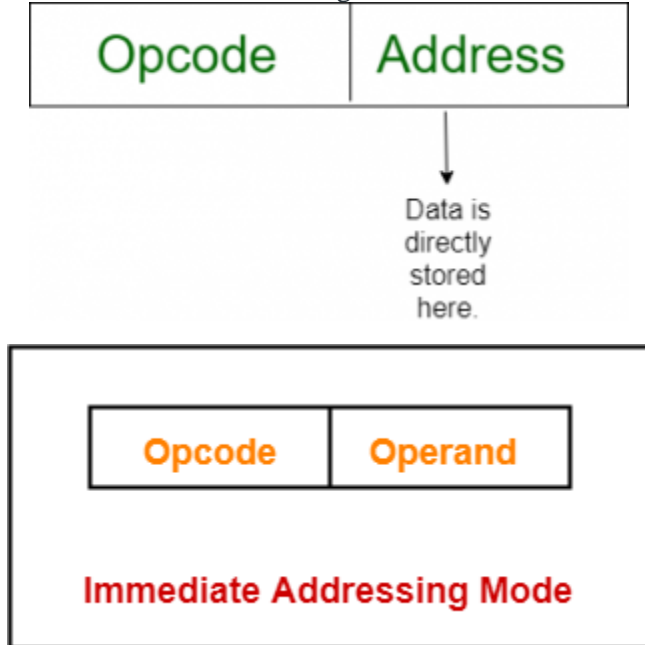 Opcode Address
Data is
directly
stored
here.
Opcode Operand
Immediate Addressing Mode